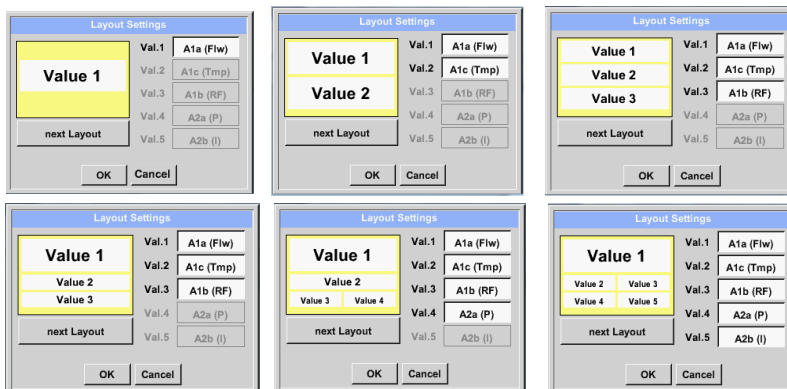 Layout Settings
Value 1
next Layout
Val.1 A1a (Flw)
Val.2 A1c (Tmp)
Val.3 A1b (RF)
Val.4 A2a (P)
Val.5 A2b (I)
OK Cancel
Layout Settings
Value 1
Value 2
next Layout
Val.1 A1a (Flw)
Val.2 A1c (Tmp)
Val.3 A1b (RF)
Val.4 A2a (P)
Val.5 A2b (I)
OK Cancel
Layout Settings
Value 1
Value 2
Value 3
next Layout
Val.1 A1a (Flw)
Val.2 A1c (Tmp)
Val.3 A1b (RF)
Val.4 A2a (P)
Val.5 A2b (I)
OK Cancel
Layout Settings
Value 1
Value 2
Value 3
next Layout
Val.1 A1a (Flw)
Val.2 A1c (Tmp)
Val.3 A1b (RF)
Val.4 A2a (P)
Val.5 A2b (I)
OK Cancel
Layout Settings
Value 1
Value 2
Value 3 Value 4
next Layout
Val.1 A1a (Flw)
Val.2 A1c (Tmp)
Val.3 A1b (RF)
Val.4 A2a (P)
Val.5 A2b (I)
OK Cancel
Layout Settings
Value 1
Value 2 Value 3
Value 4 Value 5
next Layout
Val.1 A1a (Flw)
Val.2 A1c (Tmp)
Val.3 A1b (RF)
Val.4 A2a (P)
Val.5 A2b (I)
OK Cancel